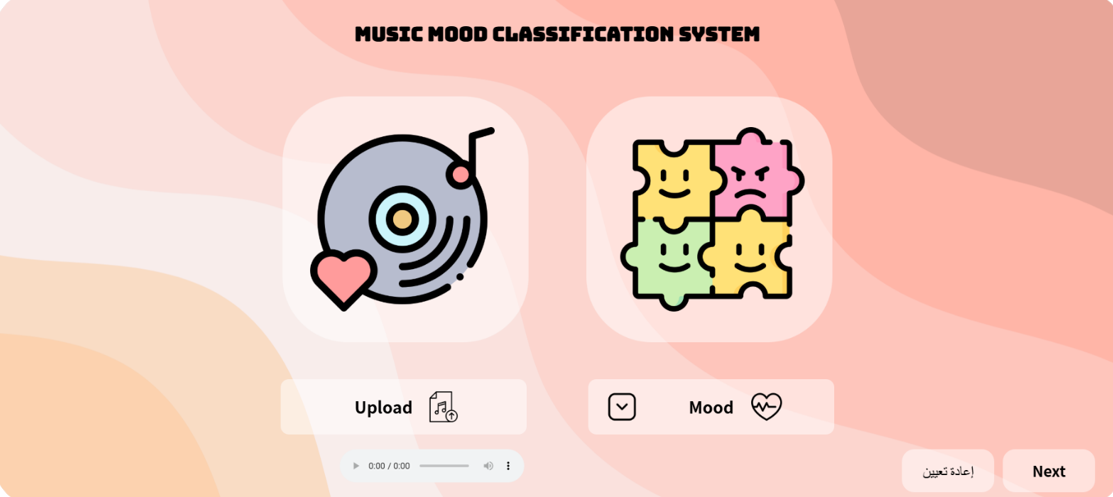 MUSIC MOOD CLASSIFICATION SYSTEM
Upload
Mood
0:00 / 0:00
إعادة تعيين
Next